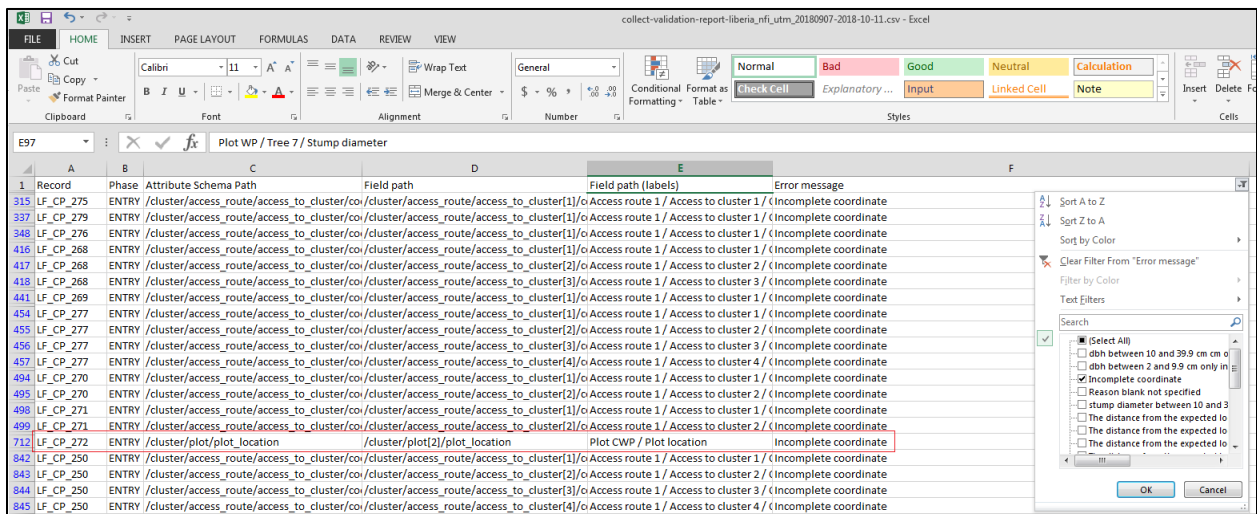 collect-validation-report-liberia_nfi_utm_20180907-2018-10-11.csv - Excel
FILE HOME INSERT PAGE LAYOUT FORMULAS DATA REVIEW VIEW
Cut Calibri 11 Wrap Text General Normal Bad Good Neutral Calculation
Copy
Paste Format Painter B I U Merge & Center $ % Conditional Formatting Format as Table Check Cell Explanatory ... Input Linked Cell Note Insert Delete
Clipboard Font Alignment Number Styles Cells
E97 fx Plot WP / Tree 7 / Stump diameter
A B C D E F
1 Record Phase Attribute Schema Path Field path Field path (labels) Error message
315 LF_CP_275 ENTRY /cluster/access_route/access_to_cluster/co /cluster/access_route/access_to_cluster[1]/c Access route 1 / Access to cluster 1 / ( Incomplete coordinate
337 LF_CP_279 ENTRY /cluster/access_route/access_to_cluster/co /cluster/access_route/access_to_cluster[1]/c Access route 1 / Access to cluster 1 / ( Incomplete coordinate
348 LF_CP_276 ENTRY /cluster/access_route/access_to_cluster/co /cluster/access_route/access_to_cluster[1]/c Access route 1 / Access to cluster 1 / ( Incomplete coordinate
416 LF_CP_268 ENTRY /cluster/access_route/access_to_cluster/co /cluster/access_route/access_to_cluster[1]/c Access route 1 / Access to cluster 1 / ( Incomplete coordinate
417 LF_CP_268 ENTRY /cluster/access_route/access_to_cluster/co /cluster/access_route/access_to_cluster[2]/c Access route 1 / Access to cluster 2 / ( Incomplete coordinate
418 LF_CP_268 ENTRY /cluster/access_route/access_to_cluster/co /cluster/access_route/access_to_cluster[3]/c Access route 1 / Access to cluster 3 / ( Incomplete coordinate
441 LF_CP_269 ENTRY /cluster/access_route/access_to_cluster/co /cluster/access_route/access_to_cluster[1]/c Access route 1 / Access to cluster 1 / ( Incomplete coordinate
454 LF_CP_277 ENTRY /cluster/access_route/access_to_cluster/co /cluster/access_route/access_to_cluster[1]/c Access route 1 / Access to cluster 1 / ( Incomplete coordinate
455 LF_CP_277 ENTRY /cluster/access_route/access_to_cluster/co /cluster/access_route/access_to_cluster[2]/c Access route 1 / Access to cluster 2 / ( Incomplete coordinate
456 LF_CP_277 ENTRY /cluster/access_route/access_to_cluster/co /cluster/access_route/access_to_cluster[3]/c Access route 1 / Access to cluster 3 / ( Incomplete coordinate
457 LF_CP_277 ENTRY /cluster/access_route/access_to_cluster/co /cluster/access_route/access_to_cluster[4]/c Access route 1 / Access to cluster 4 / ( Incomplete coordinate
494 LF_CP_270 ENTRY /cluster/access_route/access_to_cluster/co /cluster/access_route/access_to_cluster[1]/c Access route 1 / Access to cluster 1 / ( Incomplete coordinate
495 LF_CP_270 ENTRY /cluster/access_route/access_to_cluster/co /cluster/access_route/access_to_cluster[2]/c Access route 1 / Access to cluster 2 / ( Incomplete coordinate
498 LF_CP_271 ENTRY /cluster/access_route/access_to_cluster/co /cluster/access_route/access_to_cluster[1]/c Access route 1 / Access to cluster 1 / ( Incomplete coordinate
499 LF_CP_271 ENTRY /cluster/access_route/access_to_cluster/co /cluster/access_route/access_to_cluster[2]/c Access route 1 / Access to cluster 2 / ( Incomplete coordinate
712 LF_CP_272 ENTRY /cluster/plot/plot_location /cluster/plot[2]/plot_location Plot CWP / Plot location Incomplete coordinate
842 LF_CP_250 ENTRY /cluster/access_route/access_to_cluster/co /cluster/access_route/access_to_cluster[1]/c Access route 1 / Access to cluster 1 / ( Incomplete coordinate
843 LF_CP_250 ENTRY /cluster/access_route/access_to_cluster/co /cluster/access_route/access_to_cluster[2]/c Access route 1 / Access to cluster 2 / ( Incomplete coordinate
844 LF_CP_250 ENTRY /cluster/access_route/access_to_cluster/co /cluster/access_route/access_to_cluster[3]/c Access route 1 / Access to cluster 3 / ( Incomplete coordinate
845 LF_CP_250 ENTRY /cluster/access_route/access_to_cluster/co /cluster/access_route/access_to_cluster[4]/c Access route 1 / Access to cluster 4 / ( Incomplete coordinate
Sort A to Z
Sort Z to A
Sort by Color
Clear Filter From "Error message"
Filter by Color
Text Filters
Search
(Select All)
dbh between 10 and 39.9 cm cm o
dbh between 2 and 9.9 cm only in
Incomplete coordinate
Reason blank not specified
stump diameter between 10 and 3
The distance from the expected lo
The distance from the expected lo
The distance from the expected lo
OK Cancel